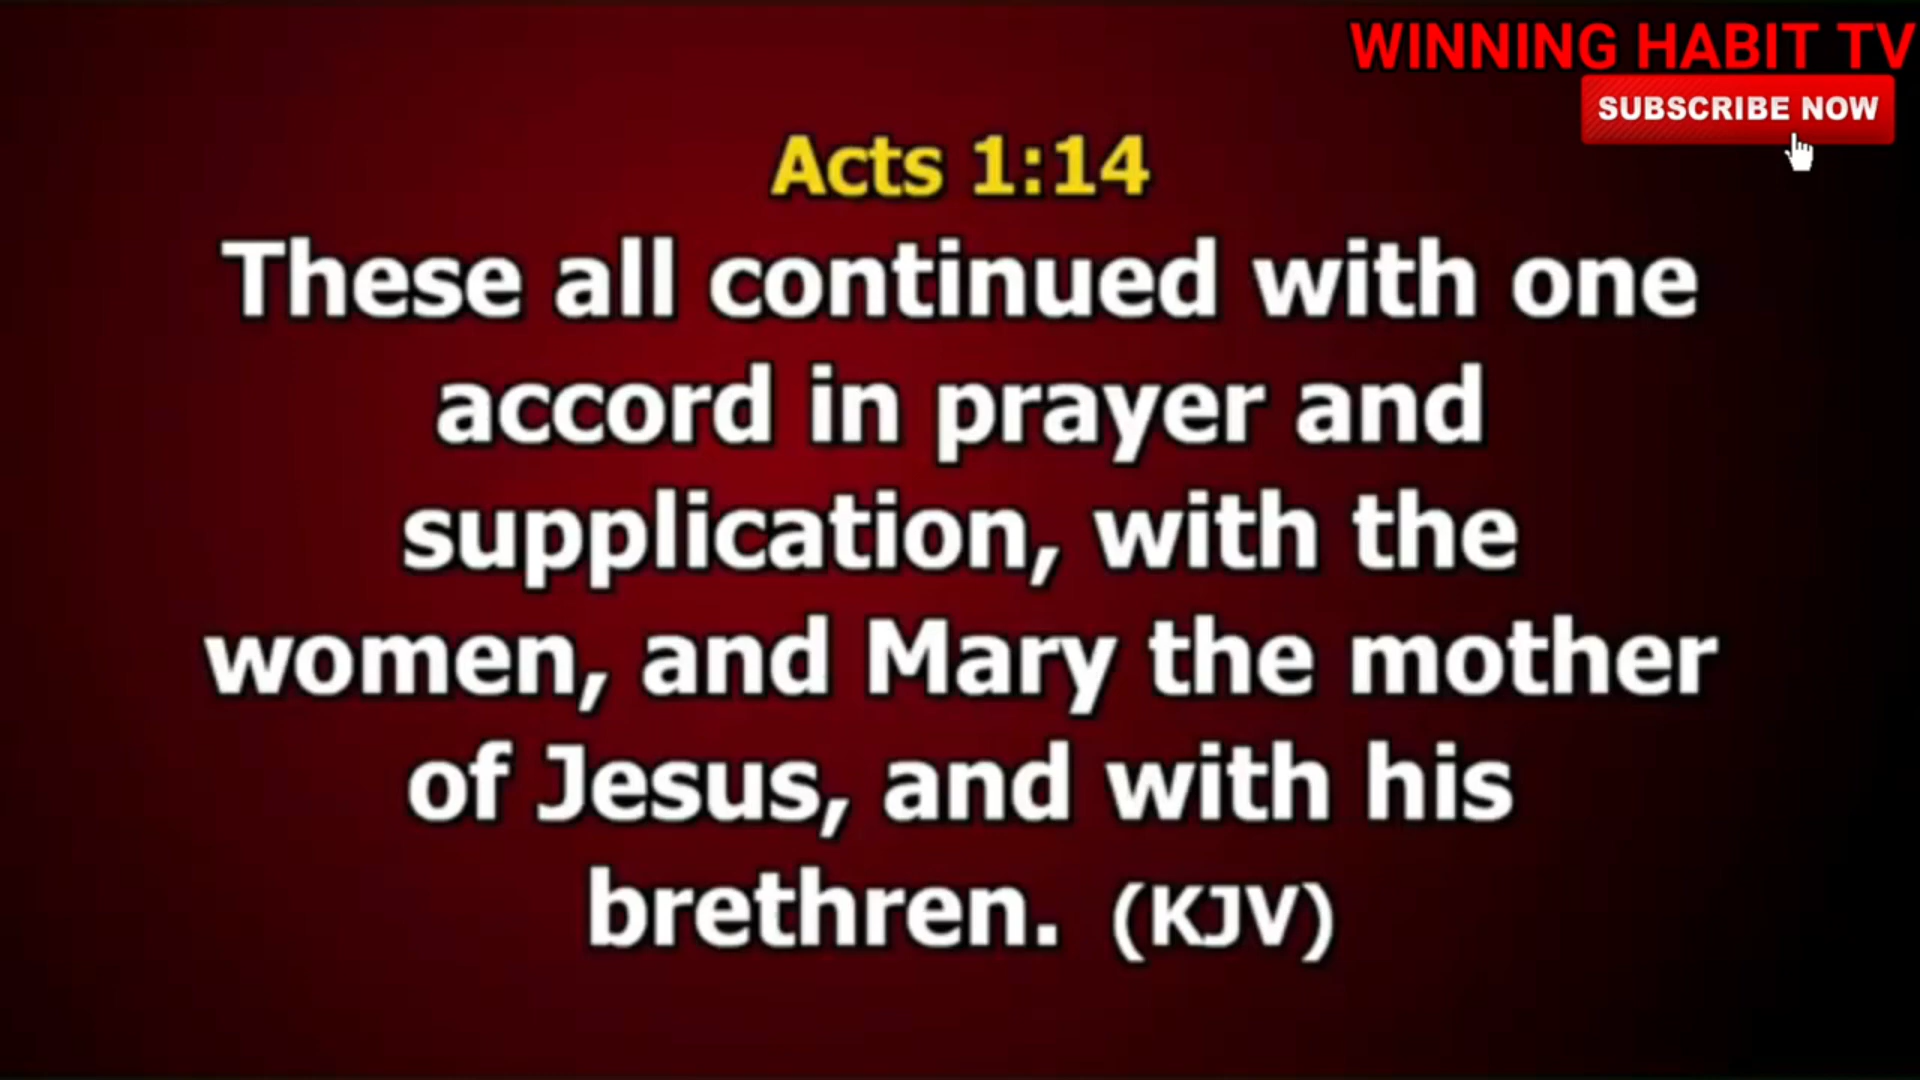 WINNING HABIT TV
SUBSCRIBE NOW
Acts 1:14
These all continued with one
accord in prayer and
supplication, with the
women, and Mary the mother
of Jesus, and with his
brethren. (KJV)